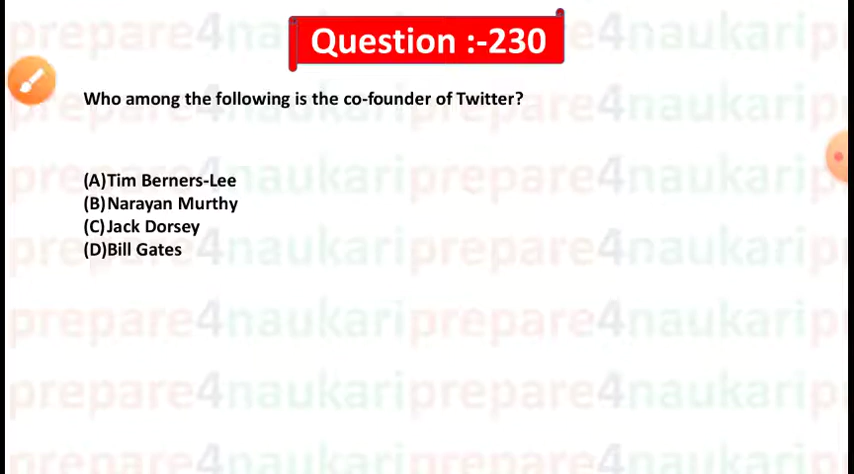 Question :-230
Who among the following is the co-founder of Twitter?
(A)Tim Berners-Lee
(B)Narayan Murthy
(C)Jack Dorsey
(D)Bill Gates
prepare4naukari